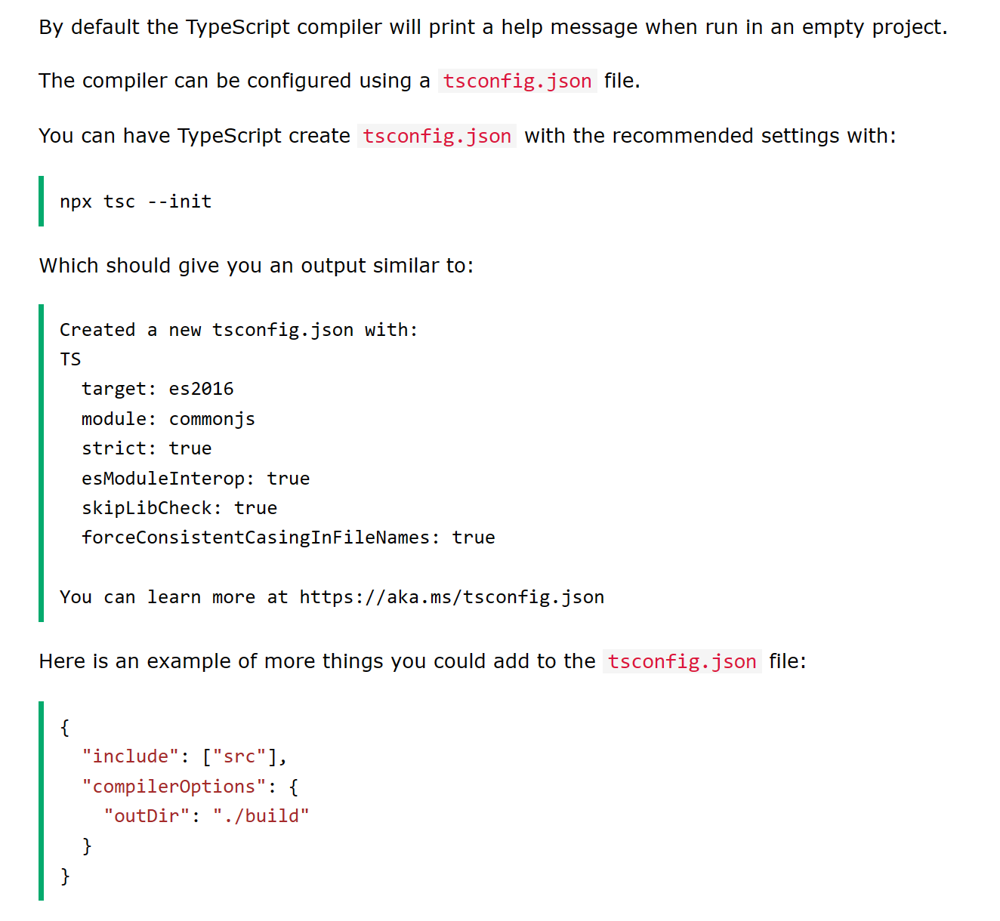 By default the TypeScript compiler will print a help message when run in an empty project.
The compiler can be configured using a tsconfig.json file.
You can have TypeScript create tsconfig.json with the recommended settings with:
npx tsc --init
Which should give you an output similar to:
Created a new tsconfig.json with:
TS
  target: es2016
  module: commonjs
  strict: true
  esModuleInterop: true
  skipLibCheck: true
  forceConsistentCasingInFileNames: true
You can learn more at https://aka.ms/tsconfig.json
Here is an example of more things you could add to the tsconfig.json file:
{
  "include": ["src"],
  "compilerOptions": {
    "outDir": "./build"
  }
}